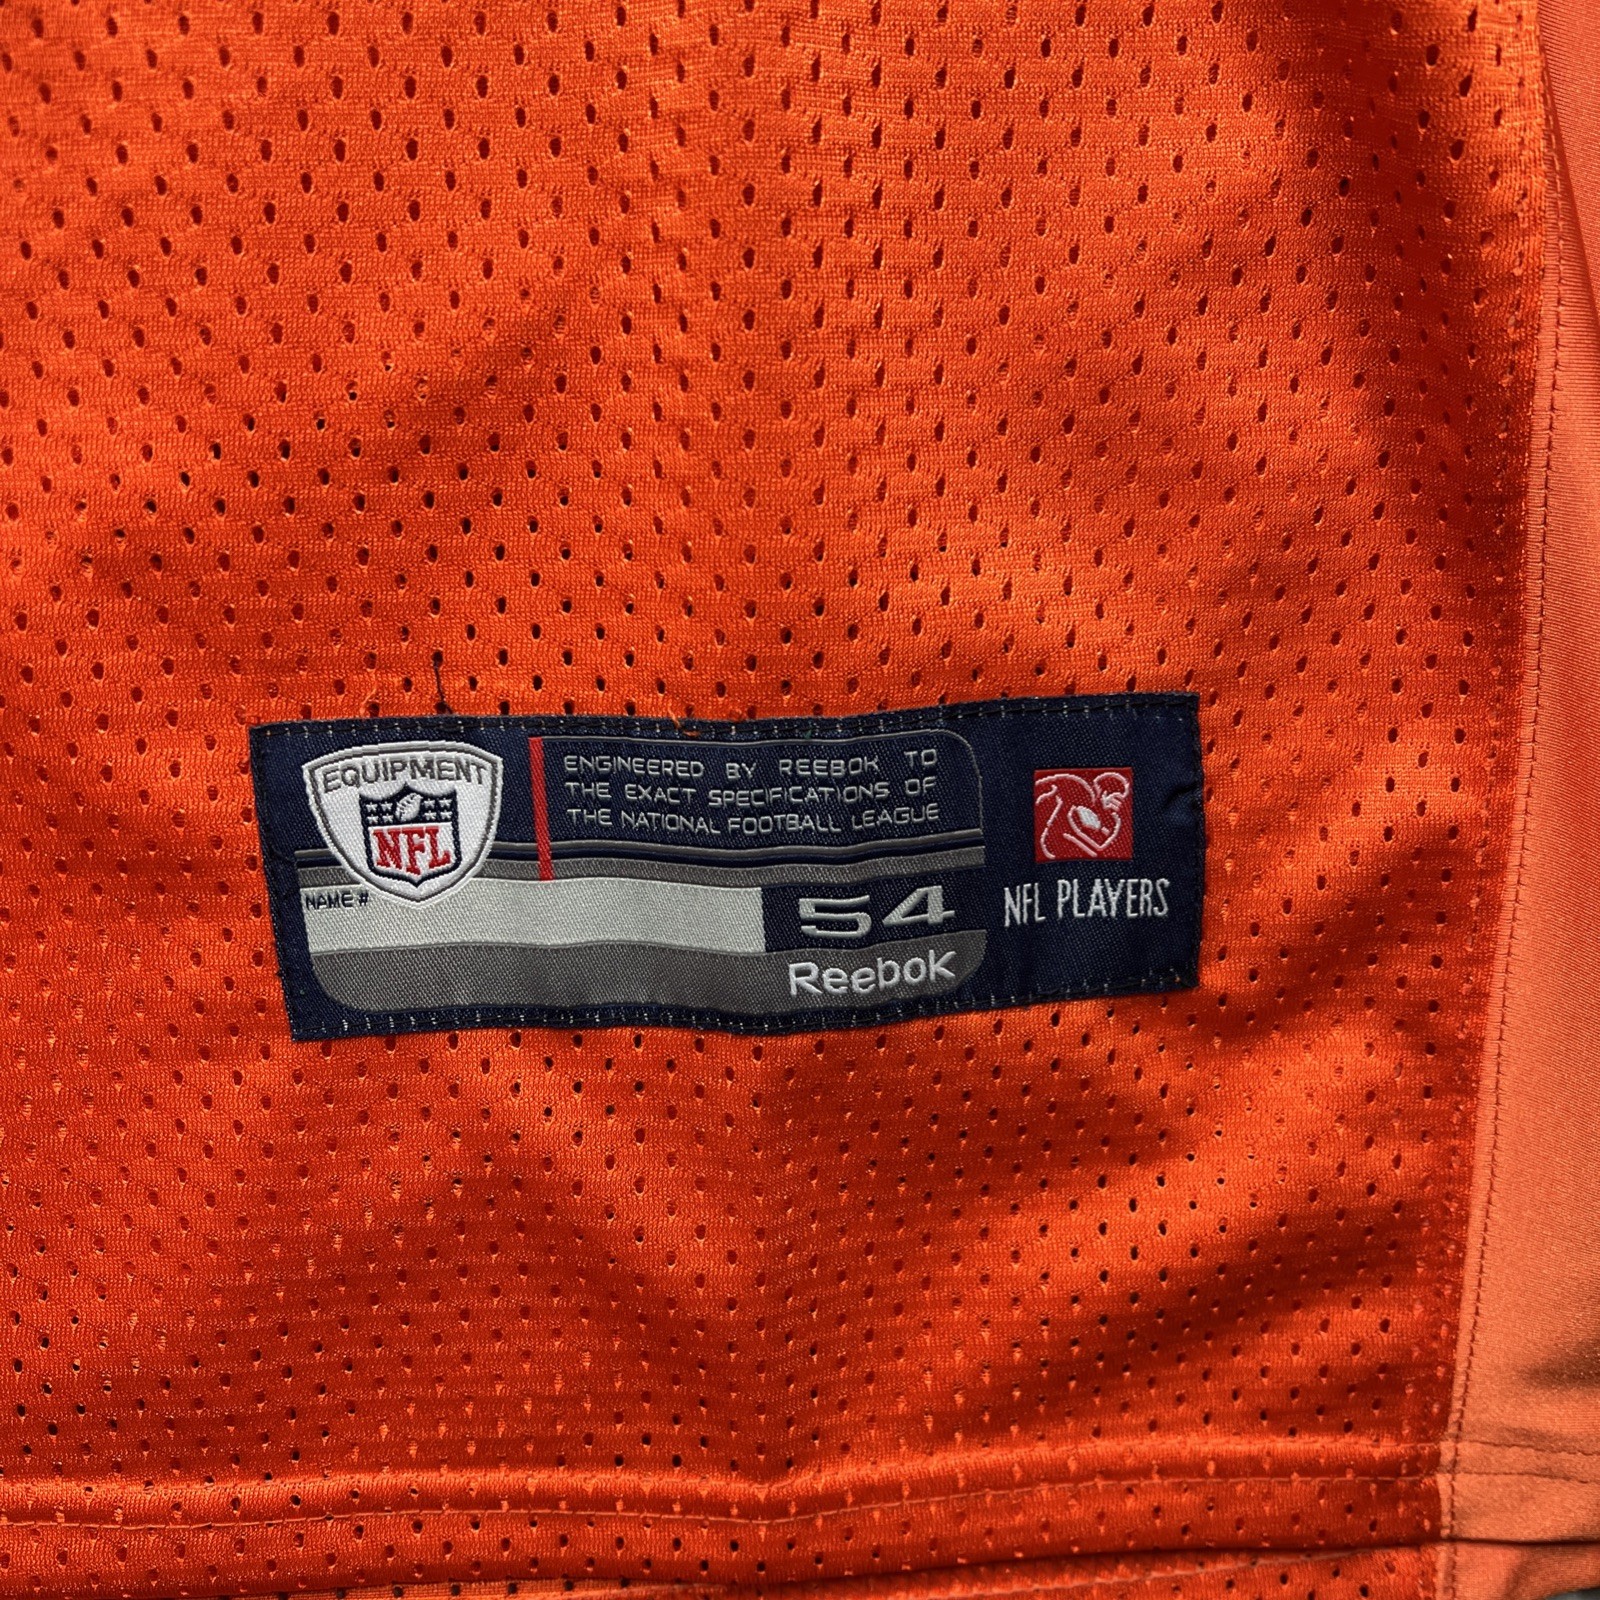 EQUIPMENT
NFL
ENGINEERED BY REEBOK TO
THE EXACT SPECIFICATIONS OF
THE NATIONAL FOOTBALL LEAGUE
NAME #
54
Reebok
NFL PLAYERS